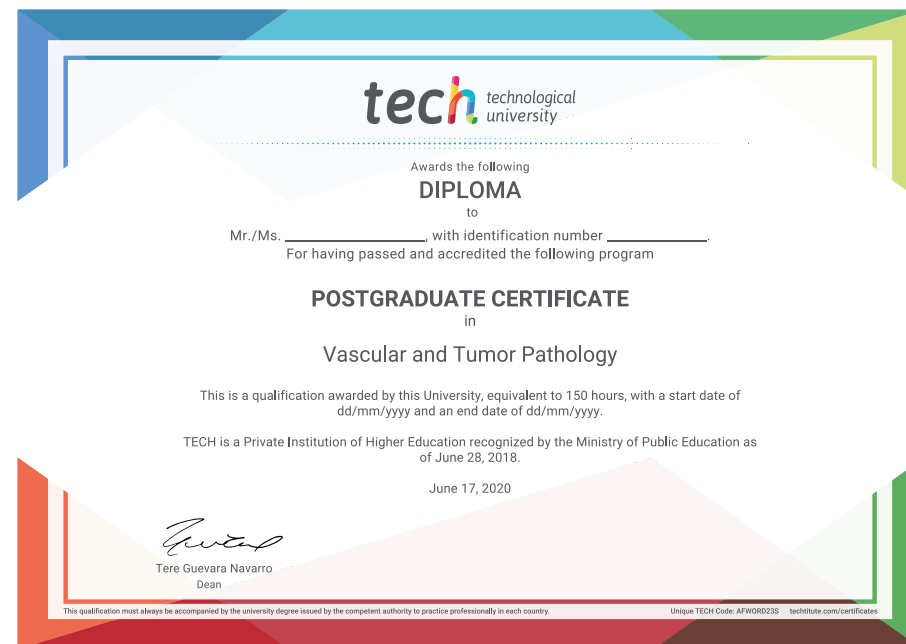 tech technological
university
Awards the following
DIPLOMA
to
Mr./Ms. ____________________, with identification number ______________.
For having passed and accredited the following program
POSTGRADUATE CERTIFICATE
in
Vascular and Tumor Pathology
This is a qualification awarded by this University, equivalent to 150 hours, with a start date of
dd/mm/yyyy and an end date of dd/mm/yyyy.
TECH is a Private Institution of Higher Education recognized by the Ministry of Public Education as
of June 28, 2018.
June 17, 2020
Tere Guevara Navarro
Dean
This qualification must always be accompanied by the university degree issued by the competent authority to practice professionally in each country.
Unique TECH Code: AFWORD23S techtitute.com/certificates